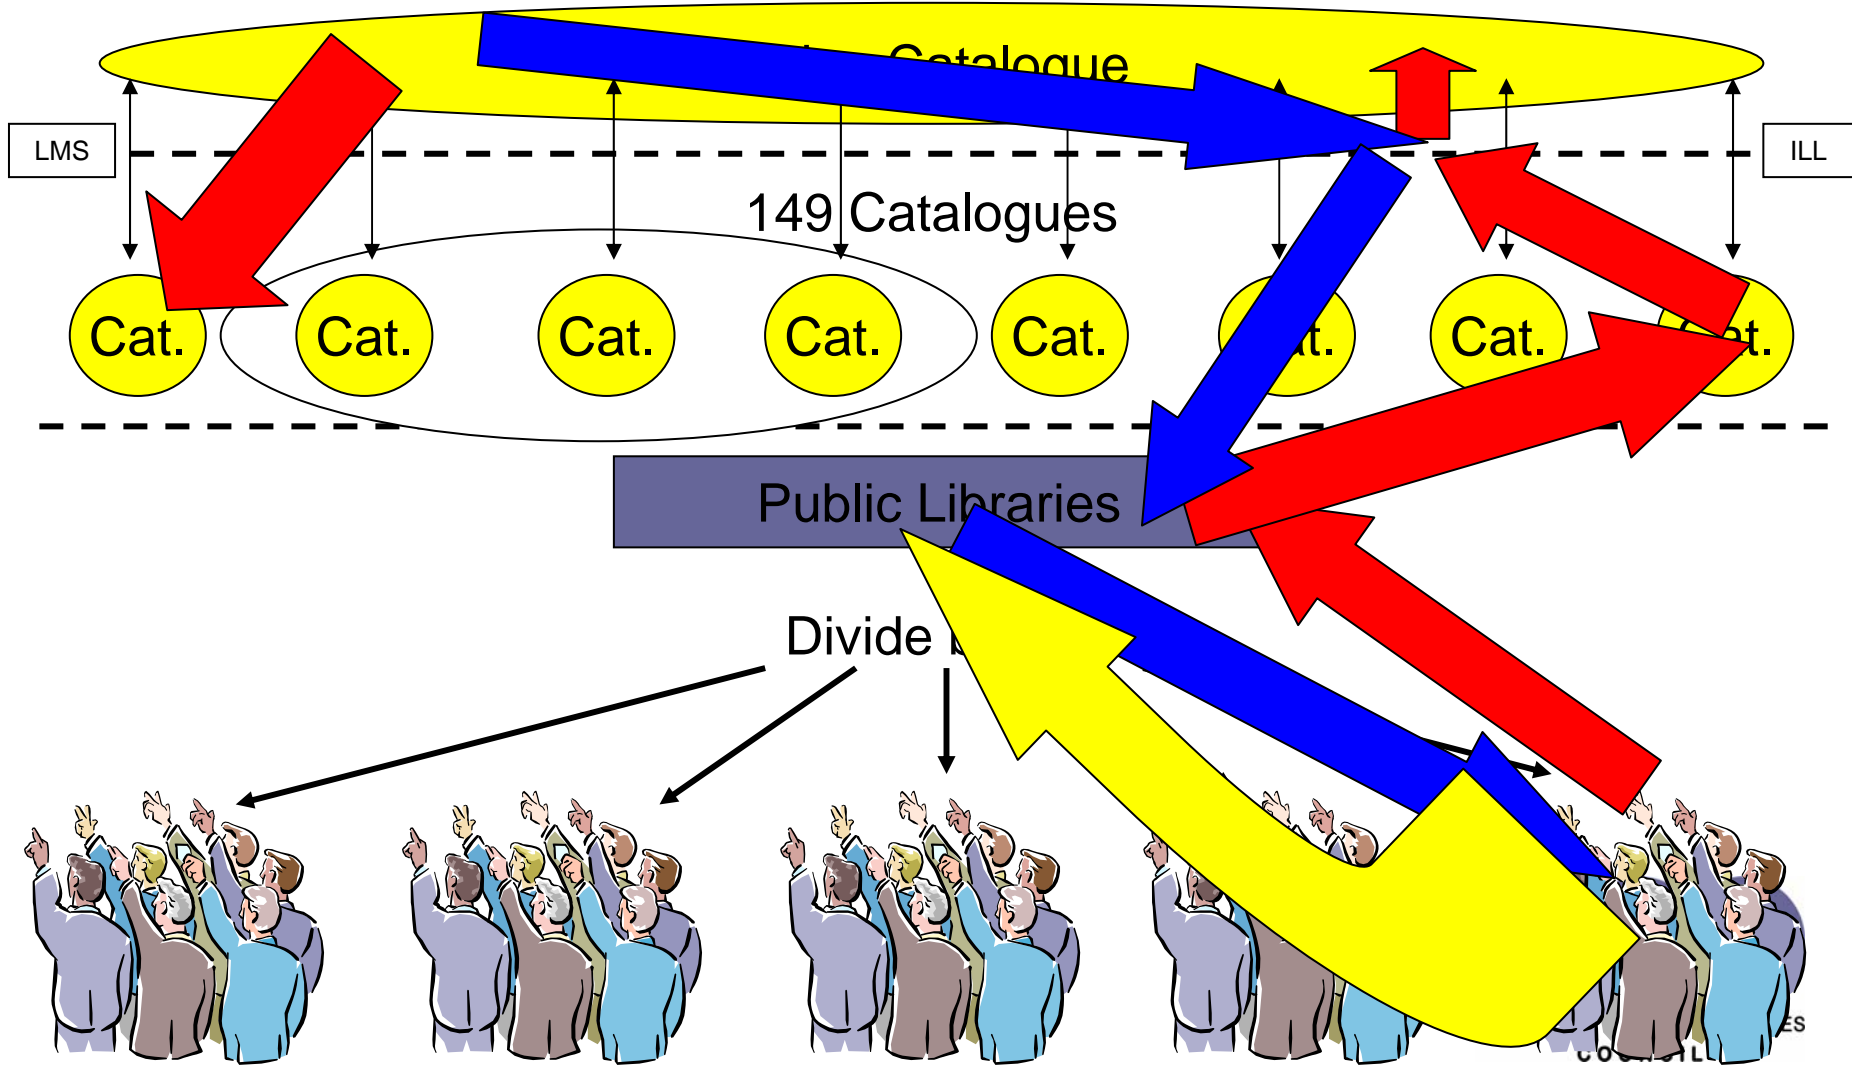 Catalogue
LMS
ILL
149 Catalogues
Cat.
Cat.
Cat.
Cat.
Cat.
Cat.
Public Libraries
Divide